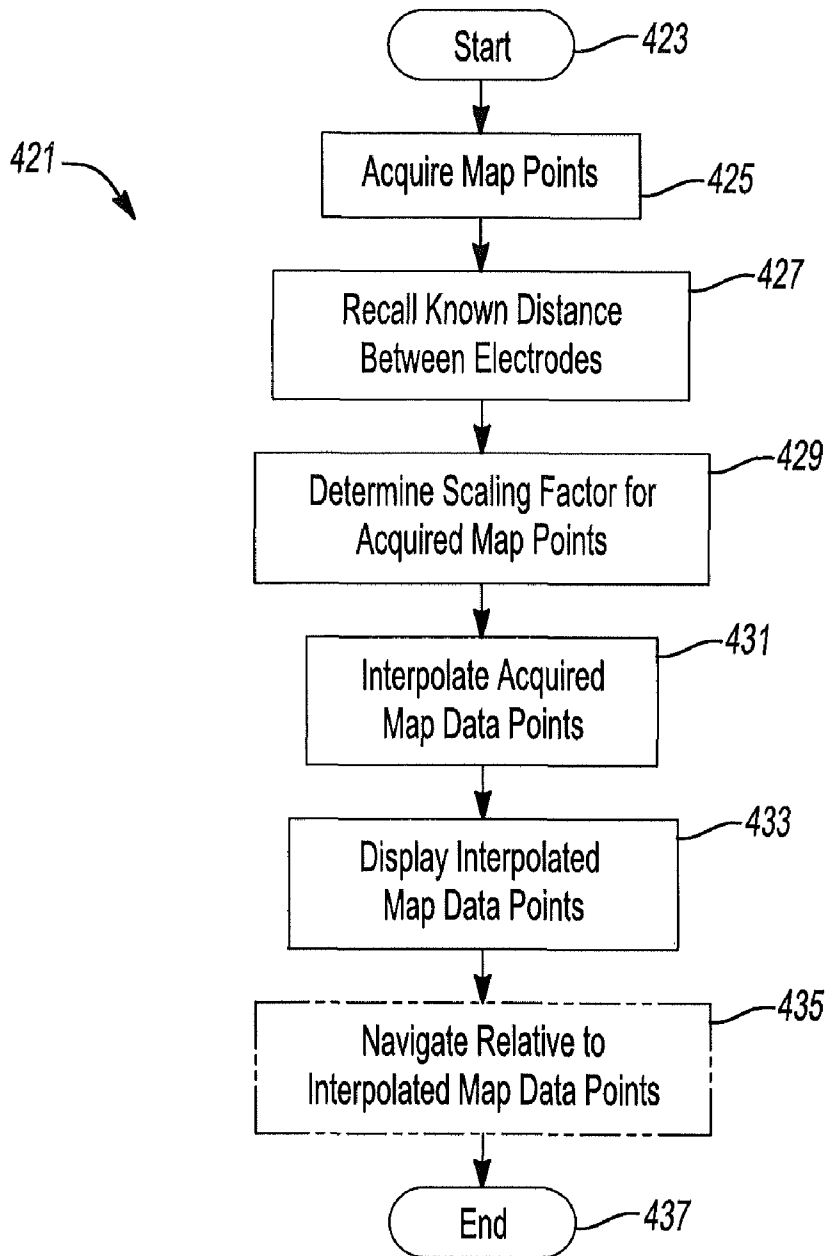 Start
423
421
Acquire Map Points
425
427
Recall Known Distance
Between Electrodes
429
Determine Scaling Factor for
Acquired Map Points
431
Interpolate Acquired
Map Data Points
433
Display Interpolated
Map Data Points
435
Navigate Relative to
Interpolated Map Data Points
End
437